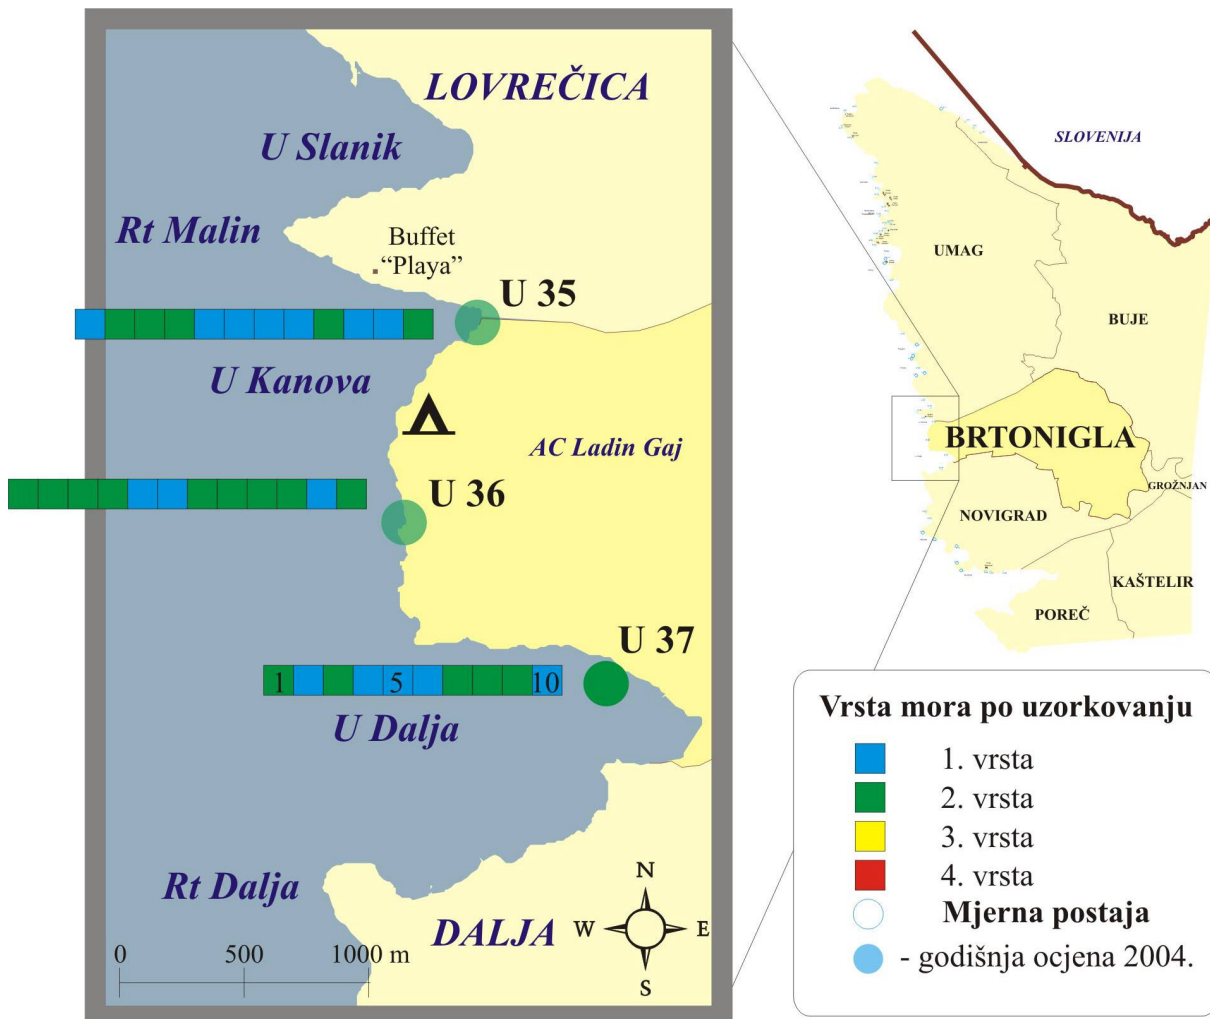 LOVREČICA
U Slanik
Rt Malin
Buffet
“Playa”
U 35
U Kanova
AC Ladin Gaj
U 36
U 37
1
5
10
U Dalja
Rt Dalja
DALJA
N
W
E
S
0
500
1000 m
SLOVENIJA
UMAG
BUJE
BRTONIGLA
GROŽNJAN
NOVIGRAD
KAŠTELIR
POREČ
Vrsta mora po uzorkovanju
1. vrsta
2. vrsta
3. vrsta
4. vrsta
Mjerna postaja
- godišnja ocjena 2004.